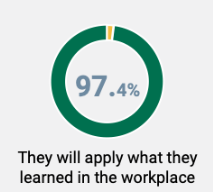 97.4%
They will apply what they
learned in the workplace